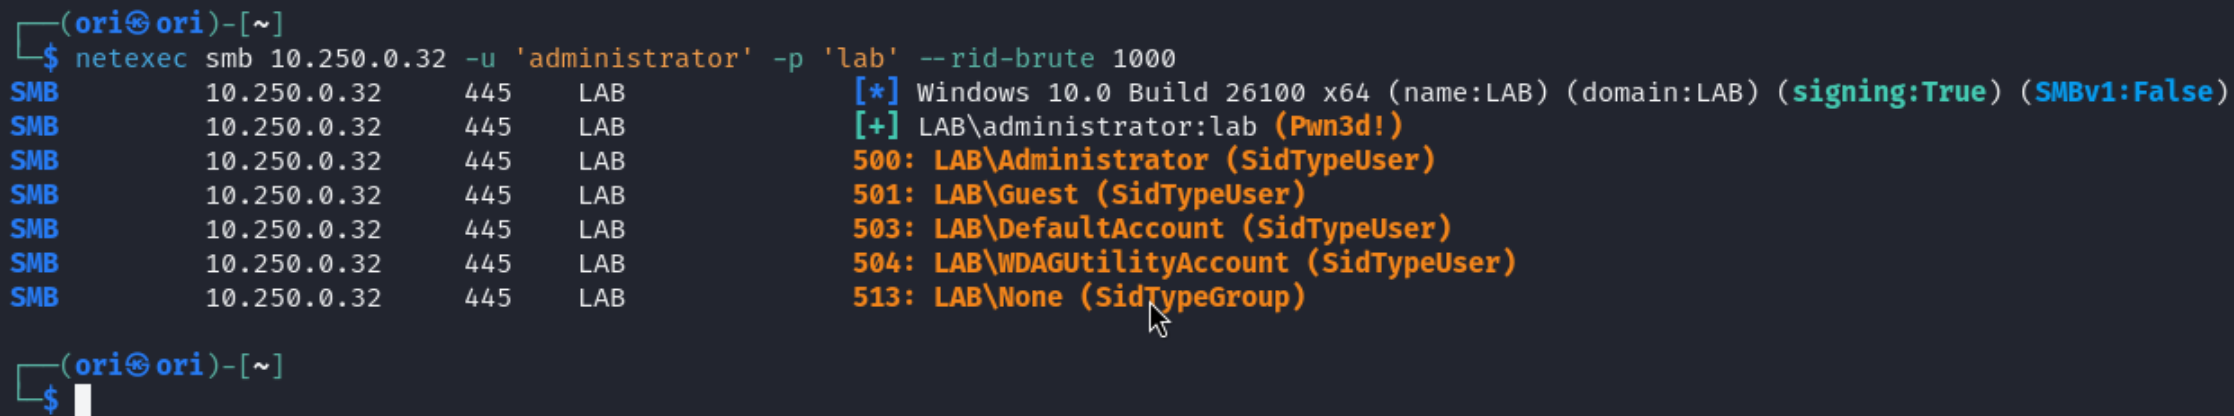 ┌──(ori㉿ori)-[~]
└─$ netexec smb 10.250.0.32 -u 'administrator' -p 'lab' --rid-brute 1000
SMB 10.250.0.32 445 LAB [*] Windows 10.0 Build 26100 x64 (name:LAB) (domain:LAB) (signing:True) (SMBv1:False)
SMB 10.250.0.32 445 LAB [+] LAB\administrator:lab (Pwn3d!)
SMB 10.250.0.32 445 LAB 500: LAB\Administrator (SidTypeUser)
SMB 10.250.0.32 445 LAB 501: LAB\Guest (SidTypeUser)
SMB 10.250.0.32 445 LAB 503: LAB\DefaultAccount (SidTypeUser)
SMB 10.250.0.32 445 LAB 504: LAB\WDAGUtilityAccount (SidTypeUser)
SMB 10.250.0.32 445 LAB 513: LAB\None (SidTypeGroup)
┌──(ori㉿ori)-[~]
└─$